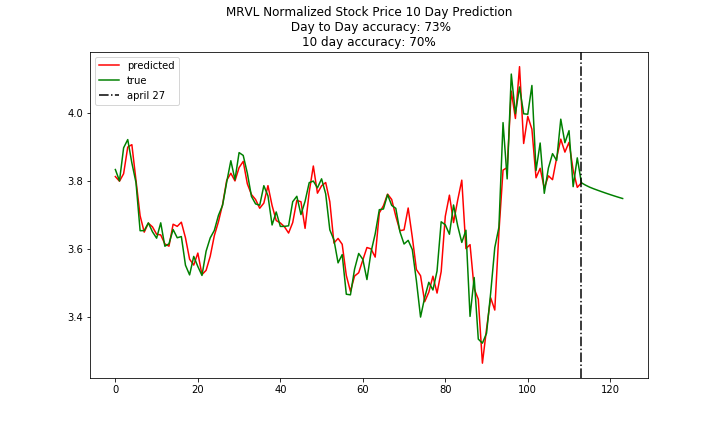 MRVL Normalized Stock Price 10 Day Prediction
Day to Day accuracy: 73%
10 day accuracy: 70%
predicted
true
april 27
4.0
3.8
3.6
3.4
0 20 40 60 80 100 120